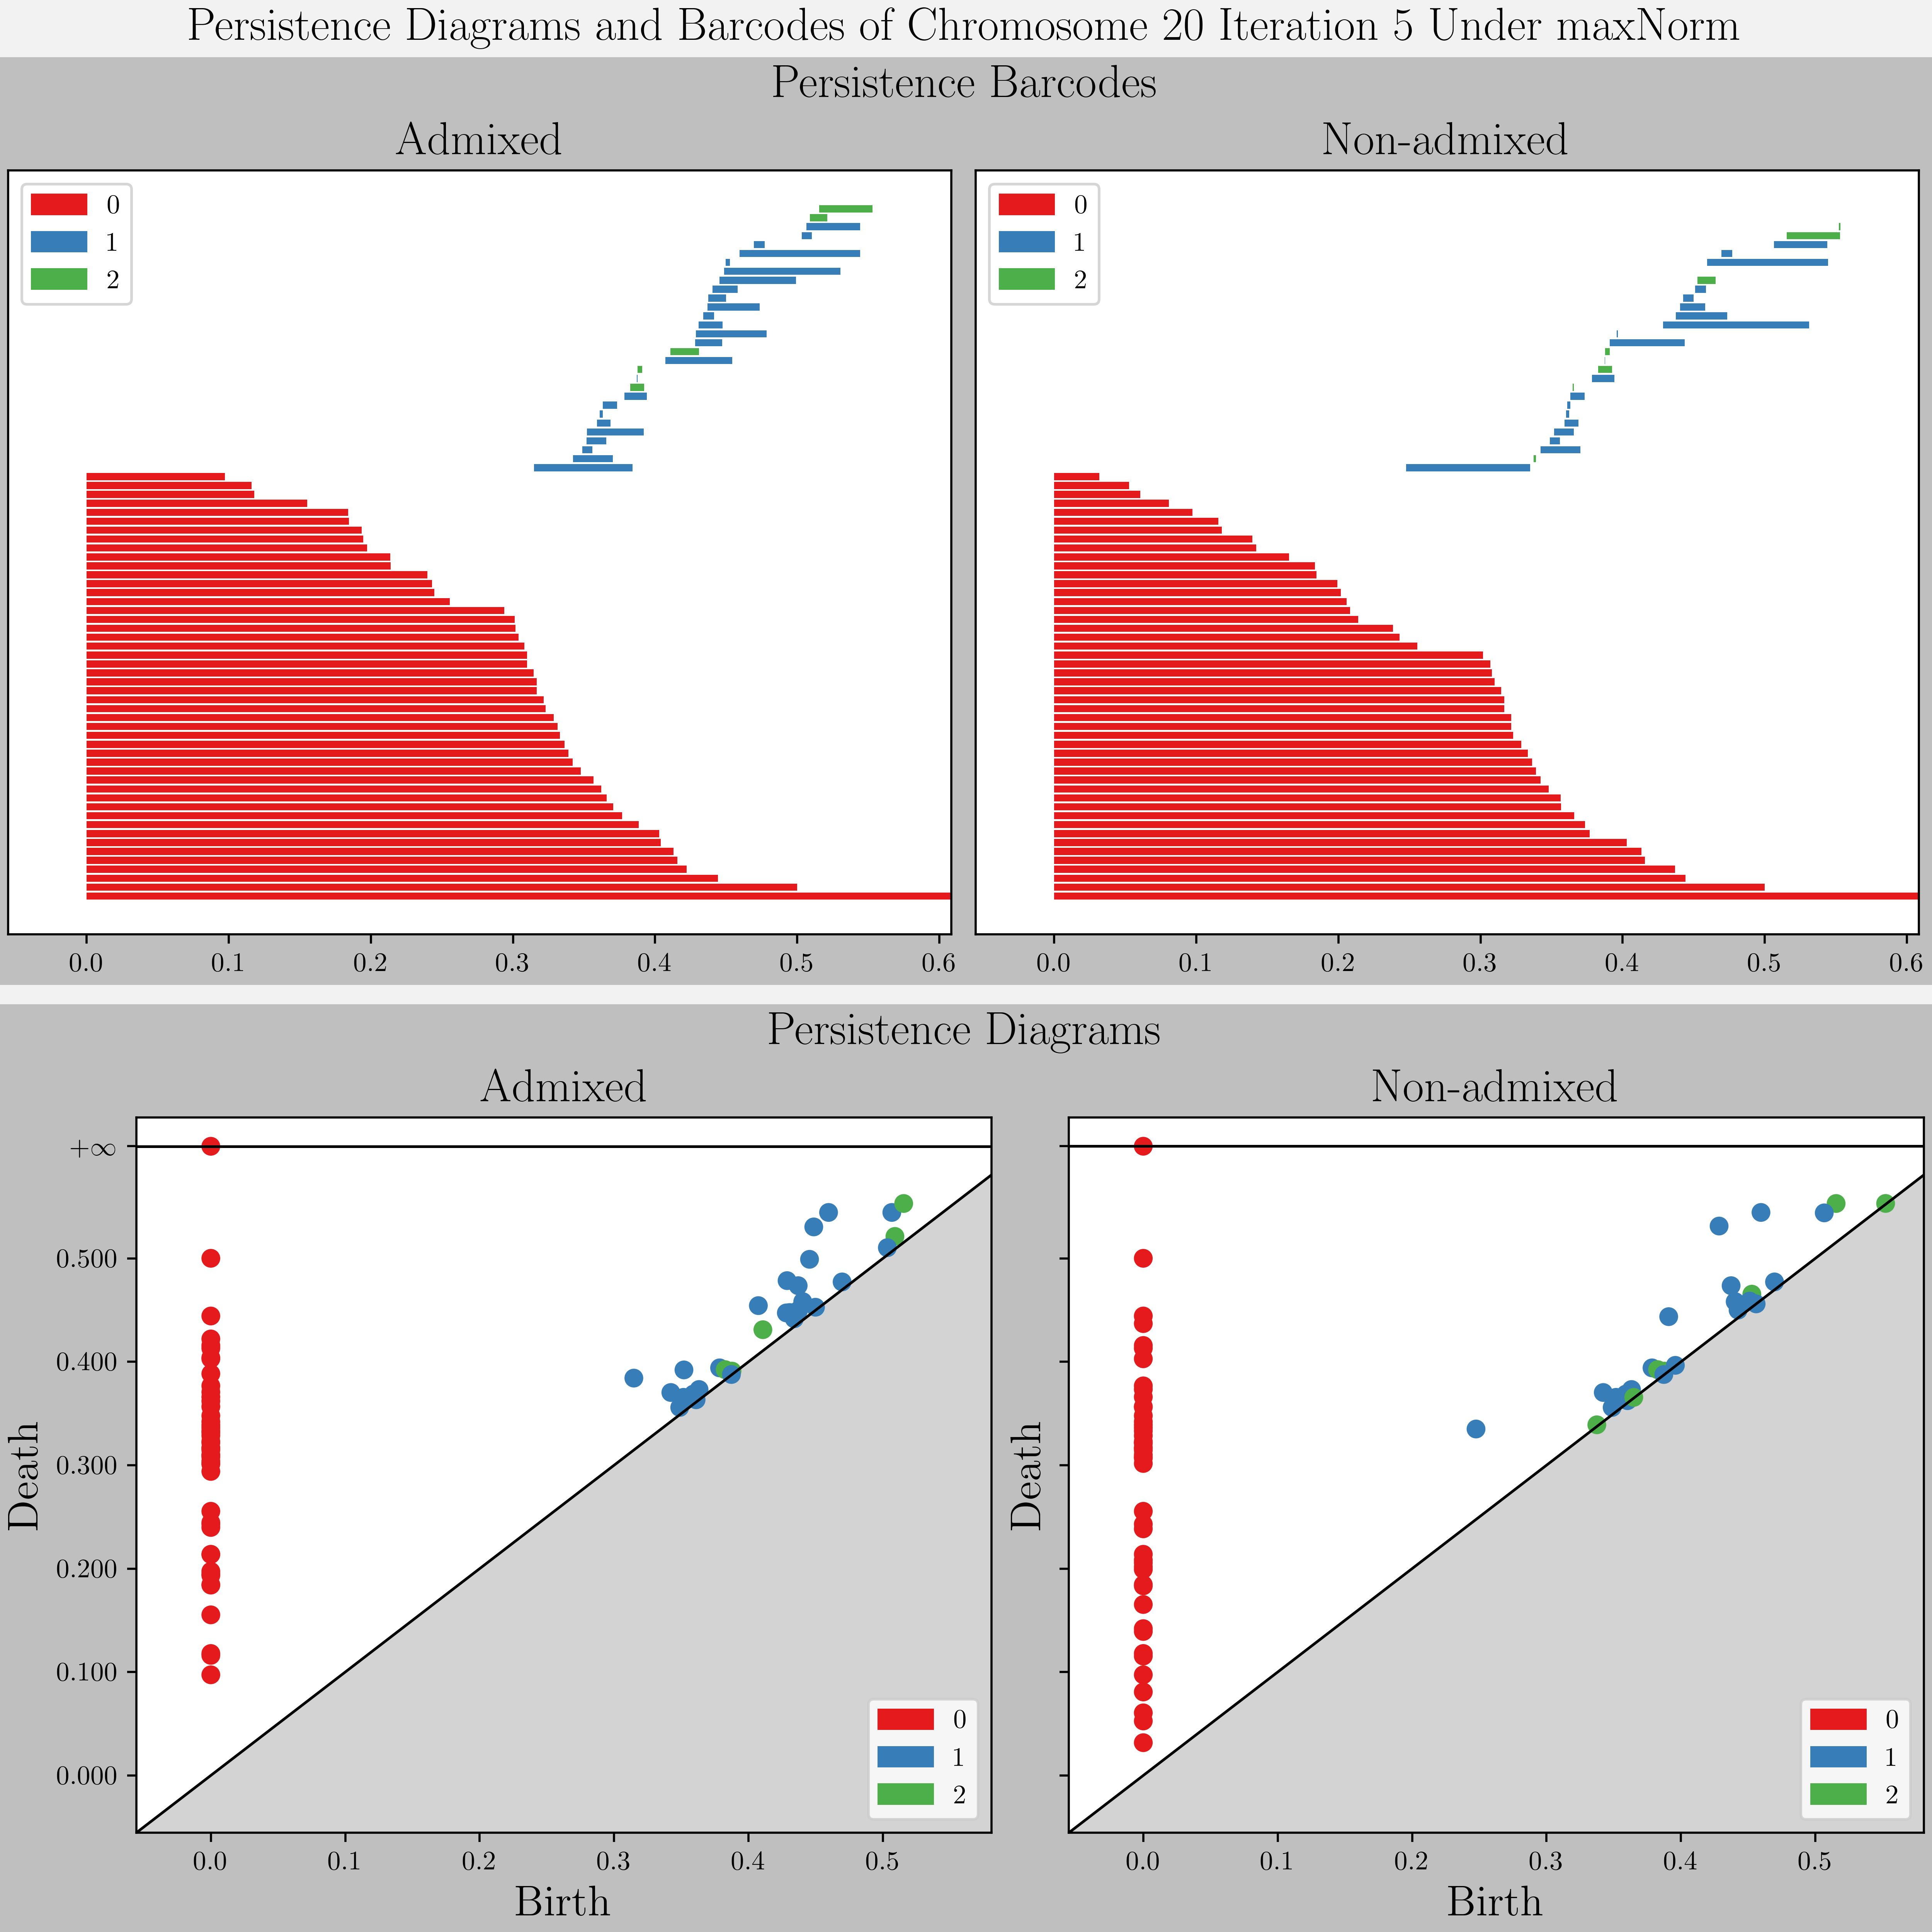 Persistence Diagrams and Barcodes of Chromosome 20 Iteration 5 Under maxNorm
Persistence Barcodes
Admixed
0
1
2
0.0 0.1 0.2 0.3 0.4 0.5 0.6
Non-admixed
0
1
2
0.0 0.1 0.2 0.3 0.4 0.5 0.6
Persistence Diagrams
Admixed
+∞
0.500
0.400
0.300
0.200
0.100
0.000
Death
0
1
2
0.0 0.1 0.2 0.3 0.4 0.5
Birth
Non-admixed
Death
0
1
2
0.0 0.1 0.2 0.3 0.4 0.5
Birth